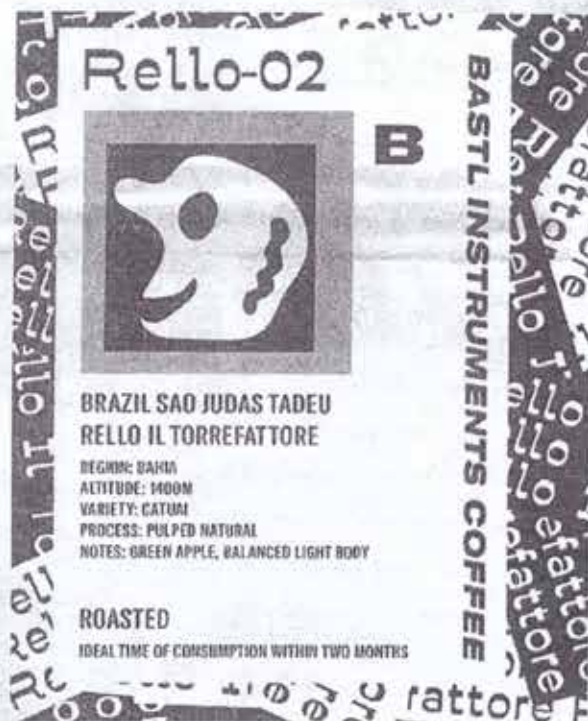 Rello-02
B
BASTL INSTRUMENTS COFFEE
BRAZIL SAO JUDAS TADEU
RELLO IL TORREFATTORE
REGION: BAHIA
ALTITUDE: 1400M
VARIETY: CATUAI
PROCESS: PULPED NATURAL
NOTES: GREEN APPLE, BALANCED LIGHT BODY
ROASTED
IDEAL TIME OF CONSUMPTION WITHIN TWO MONTHS